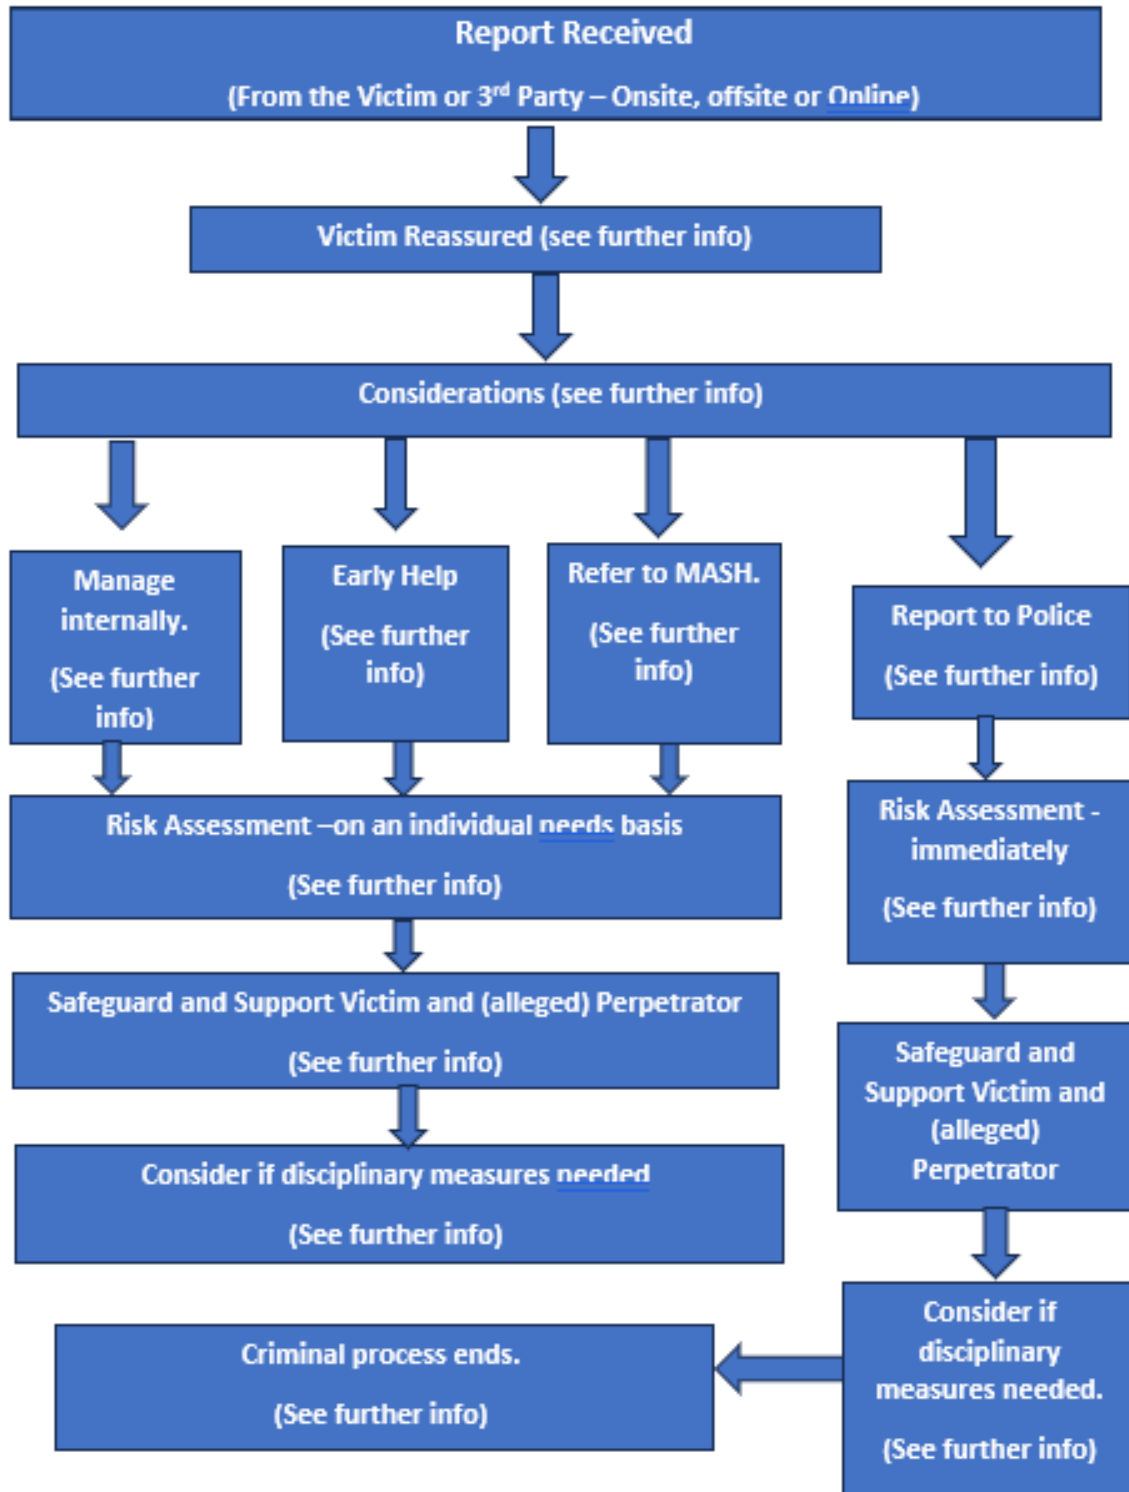 Report Received
(From the Victim or 3rd Party – Onsite, offsite or Online)
Victim Reassured (see further info)
Considerations (see further info)
Manage
internally.
(See further
info)
Early Help
(See further
info)
Refer to MASH.
(See further
info)
Report to Police
(See further info)
Risk Assessment –on an individual needs basis
(See further info)
Risk Assessment -
immediately
(See further info)
Safeguard and Support Victim and (alleged) Perpetrator
(See further info)
Safeguard and
Support Victim and
(alleged)
Perpetrator
Consider if disciplinary measures needed
(See further info)
Consider if
disciplinary
measures needed.
(See further info)
Criminal process ends.
(See further info)